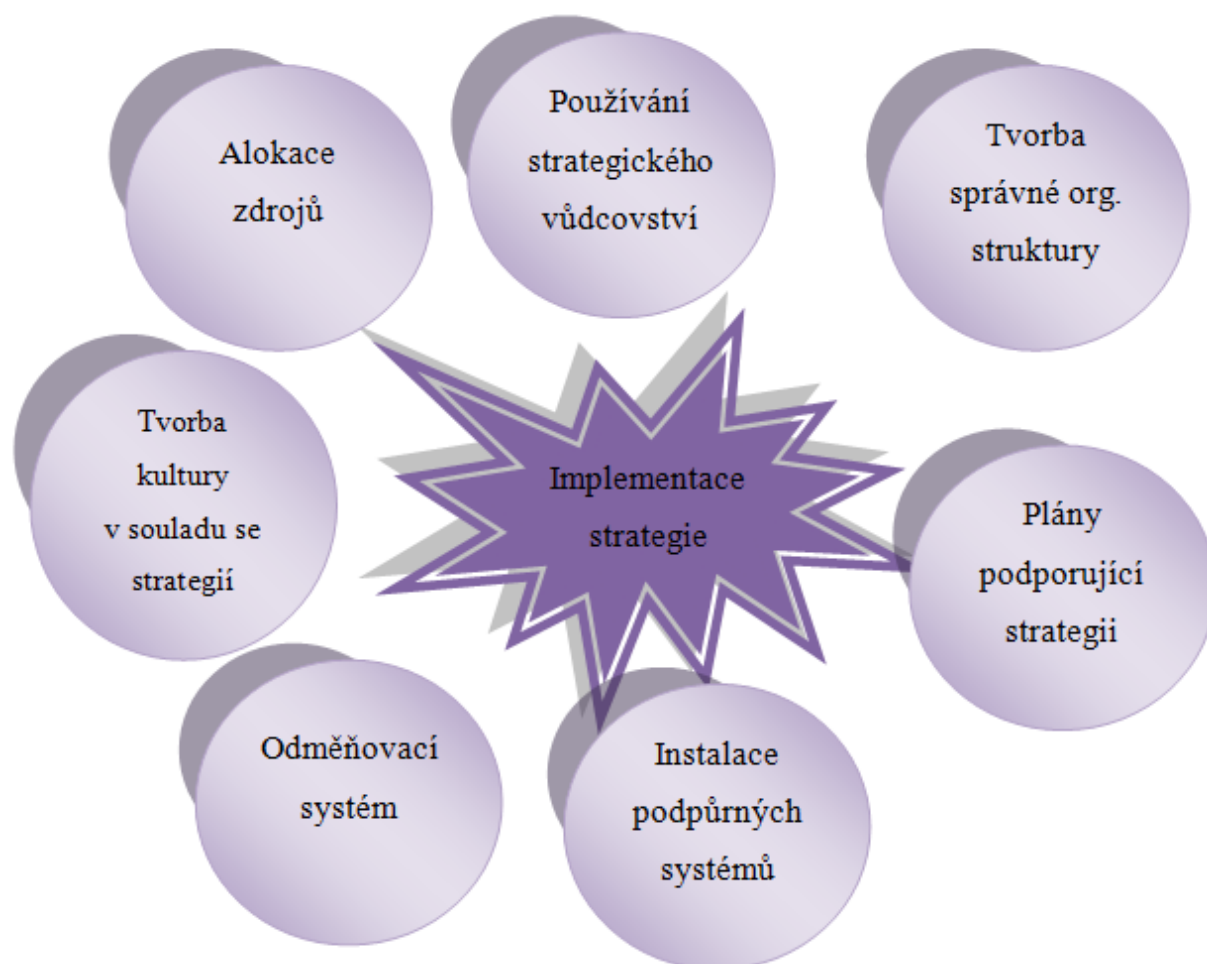 Alokace
zdrojů
Používání
strategického
vůdcovství
Tvorba
správné org.
struktury
Tvorba
kultury
v souladu se
strategií
Implementace
strategie
Plány
podporující
strategii
Odměňovací
systém
Instalace
podpůrných
systémů